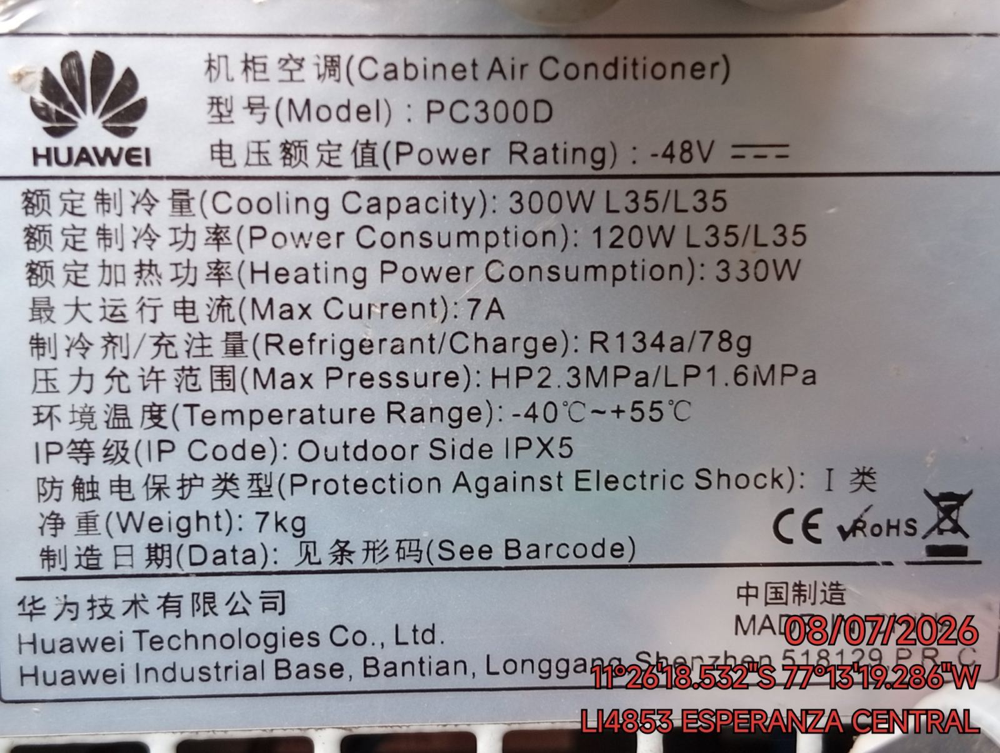 机柜空调(Cabinet Air Conditioner)
型号(Model) : PC300D
电压额定值(Power Rating) : -48V
HUAWEI
额定制冷量(Cooling Capacity): 300W L35/L35
额定制冷功率(Power Consumption): 120W L35/L35
额定加热功率(Heating Power Consumption): 330W
最大运行电流(Max Current): 7A
制冷剂/充注量(Refrigerant/Charge): R134a/78g
压力允许范围(Max Pressure): HP2.3MPa/LP1.6MPa
环境温度(Temperature Range): -40℃~+55℃
IP等级(IP Code): Outdoor Side IPX5
防触电保护类型(Protection Against Electric Shock): I 类
净重(Weight): 7kg
CE RoHS
制造日期(Data): 见条形码(See Barcode)
华为技术有限公司
中国制造
Huawei Technologies Co., Ltd.
MADE IN CHINA
08/07/2026
Huawei Industrial Base, Bantian, Longgang, Shenzhen 518129, P.R. C
11°26'18.532"S 77°13'19.286"W
LI4853 ESPERANZA CENTRAL